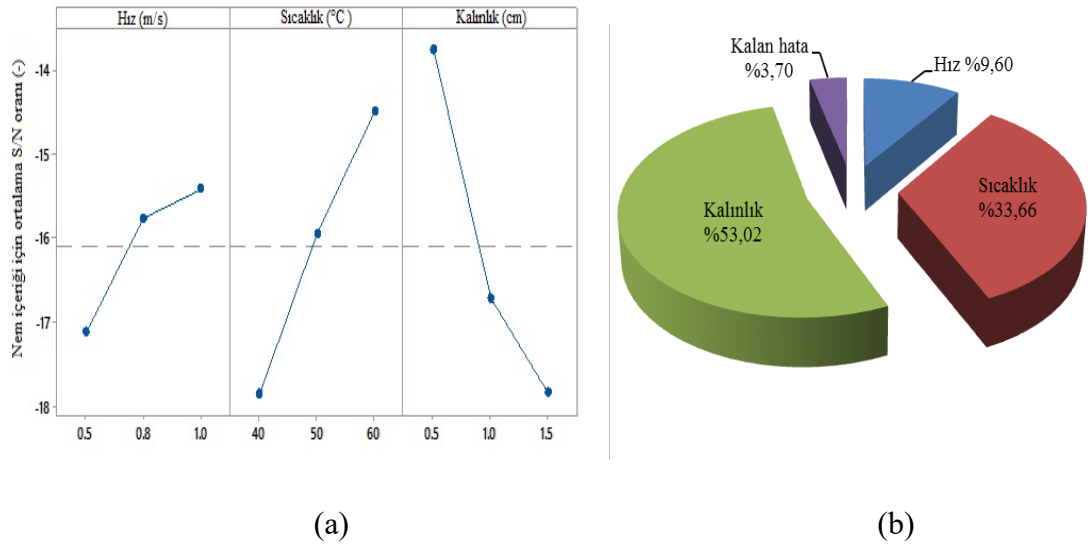 Hız (m/s)
Sıcaklık (°C )
Kalınlık (cm)
Nem içeriği için ortalama S/N oranı (-)
-14
-15
-16
-17
-18
0.5
0.8
1.0
40
50
60
0.5
1.0
1.5
(a)
Kalan hata
%3,70
Hız %9,60
Sıcaklık
%33,66
Kalınlık
%53,02
(b)